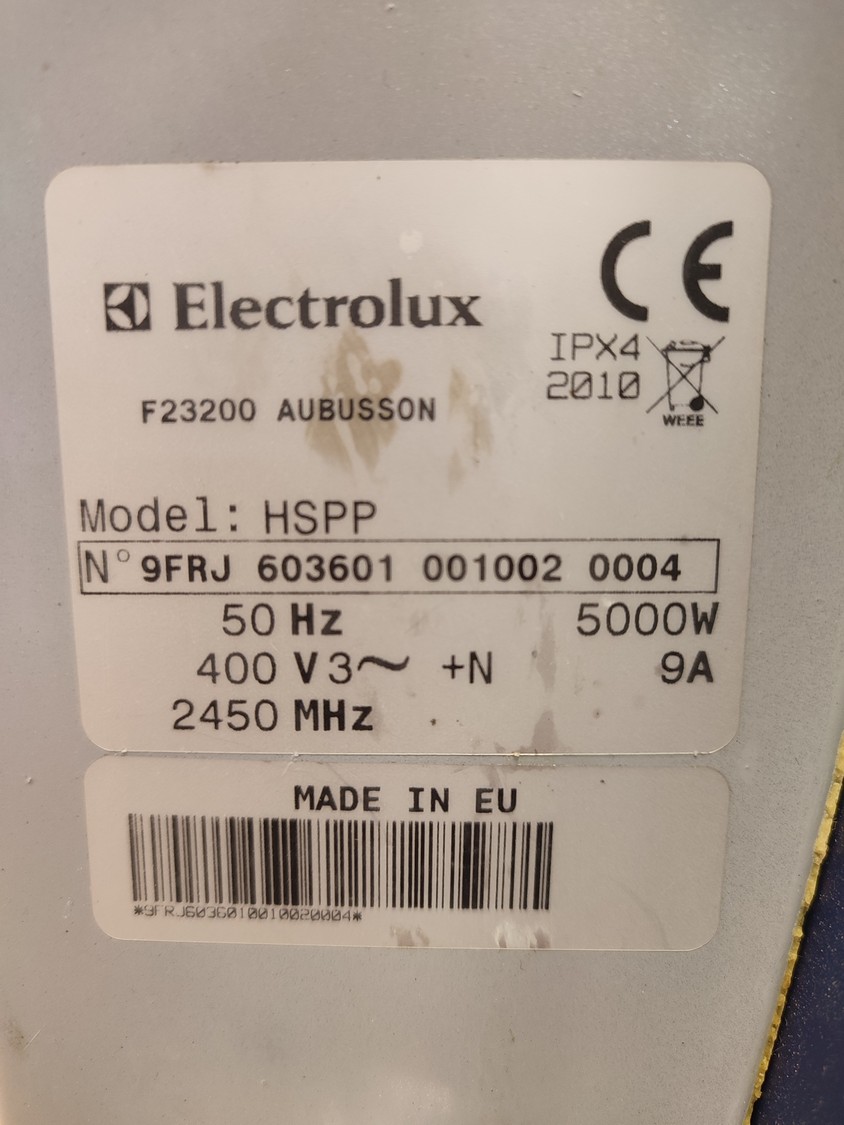 CE
Electrolux
IPX4
2010
WEEE
F23200 AUBUSSON
Model: HSPP
N° 9FRJ 603601 001002 0004
50 Hz 5000W
400 V3~ +N 9A
2450 MHz
MADE IN EU
*9FRJ6036010010020004*